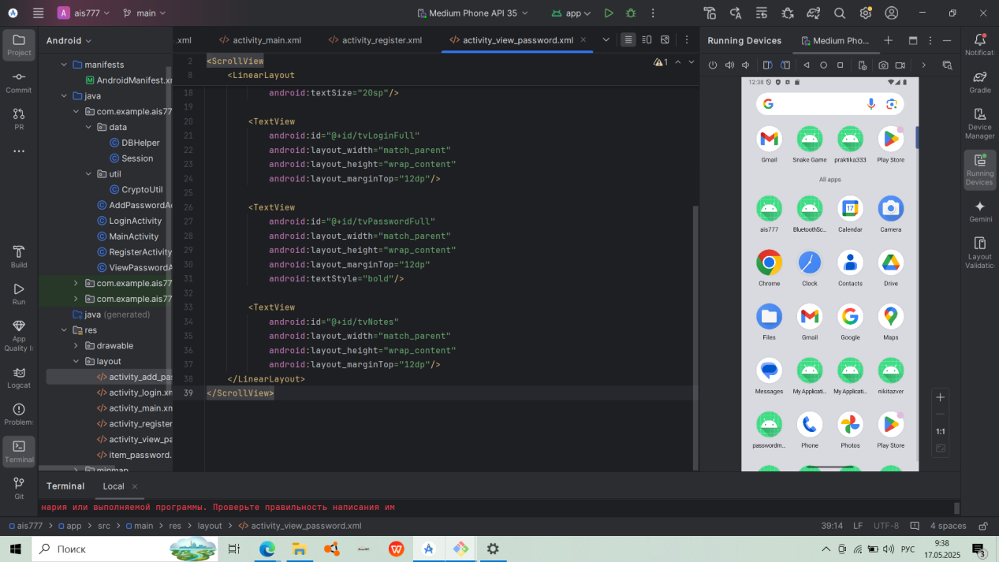 A ais777
main
Medium Phone API 35
app
Project
Commit
PR
Build
Run
App
Quality I
Logcat
Problem
Terminal
Git
Android
manifests
AndroidManifest.xm
java
com.example.ais77
data
DBHelper
Session
util
CryptoUtil
AddPasswordAc
LoginActivity
MainActivity
RegisterActivity
ViewPasswordA
com.example.ais77
com.example.ais77
java (generated)
res
drawable
layout
activity_add_pas
activity_login.xm
activity_main.xm
activity_register
activity_view_pa
item_password.
mipmap
.xml
activity_main.xml
activity_register.xml
activity_view_password.xml
1
2 <ScrollView
8 <LinearLayout
18 android:textSize="20sp"/>
19
20 <TextView
21 android:id="@+id/tvLoginFull"
22 android:layout_width="match_parent"
23 android:layout_height="wrap_content"
24 android:layout_marginTop="12dp"/>
25
26 <TextView
27 android:id="@+id/tvPasswordFull"
28 android:layout_width="match_parent"
29 android:layout_height="wrap_content"
30 android:layout_marginTop="12dp"
31 android:textStyle="bold"/>
32
33 <TextView
34 android:id="@+id/tvNotes"
35 android:layout_width="match_parent"
36 android:layout_height="wrap_content"
37 android:layout_marginTop="12dp"/>
38 </LinearLayout>
39 </ScrollView>
Running Devices
Medium Pho...
12:38
Gmail Snake Game praktika333 Play Store
All apps
ais777 BluetoothSc... Calendar Camera
Chrome Clock Contacts Drive
Files Gmail Google Maps
Messages My Applicati... My Applicati... nikitazver
passwordm... Phone Photos Play Store
1:1
Notificat
Gradle
Device
Manager
Running
Devices
Gemini
Layout
Validatio
Terminal
Local
нария или выполняемой программы. Проверьте правильность написания им
ais777 > app > src > main > res > layout > activity_view_password.xml
39:14 LF UTF-8 4 spaces
Поиск
РУС
9:38
17.05.2025
3